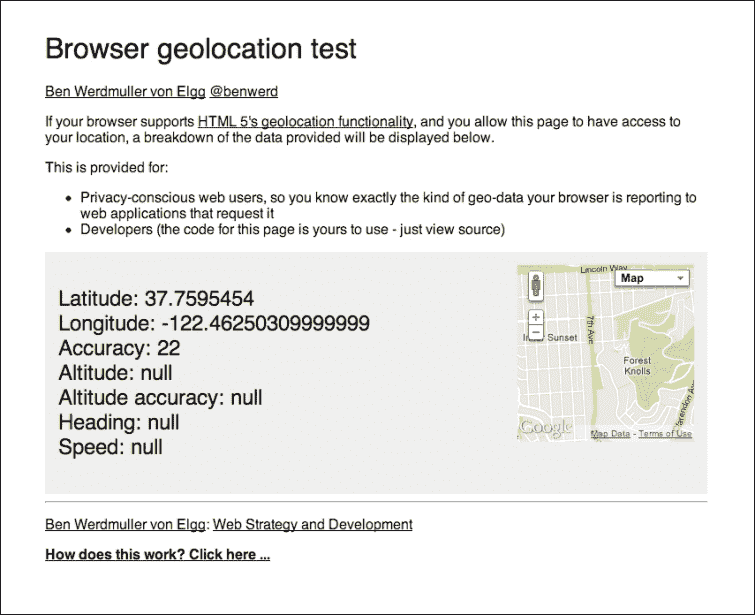 Browser geolocation test
Ben Werdmuller von Elgg @benwerd
If your browser supports HTML 5's geolocation functionality, and you allow this page to have access to
your location, a breakdown of the data provided will be displayed below.
This is provided for:
• Privacy-conscious web users, so you know exactly the kind of geo-data your browser is reporting to
web applications that request it
• Developers (the code for this page is yours to use - just view source)
Latitude: 37.7595454
Longitude: -122.46250309999999
Accuracy: 22
Altitude: null
Altitude accuracy: null
Heading: null
Speed: null
Lincoln Way
Map
7th Ave
Sunset
Forest
Knolls
Clarendon Av
Google
Map Data - Terms of Use
Ben Werdmuller von Elgg: Web Strategy and Development
How does this work? Click here ...